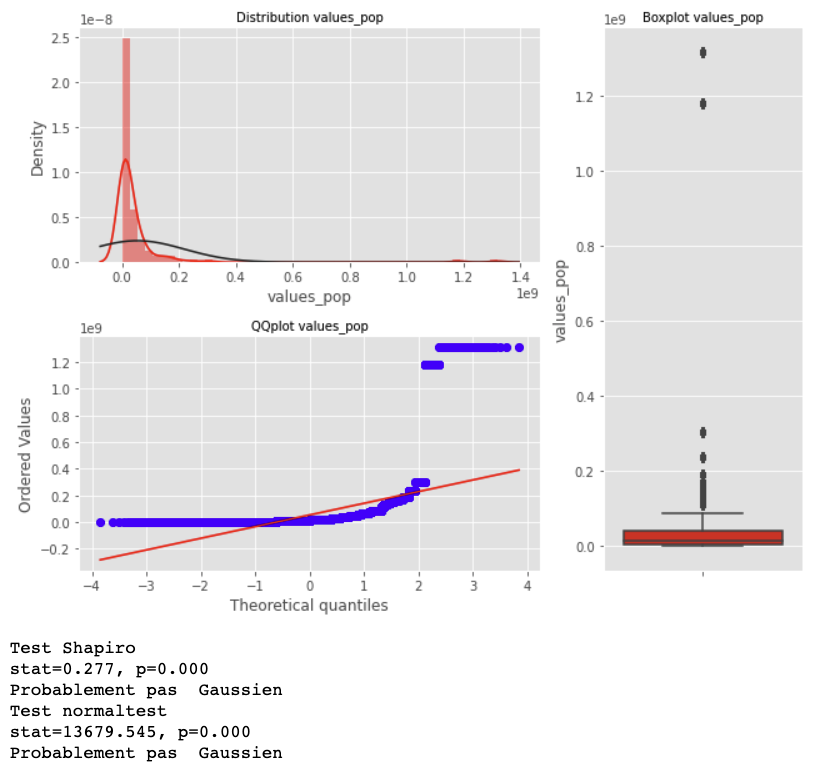 Distribution values_pop
1e−8
2.5
2.0
1.5
1.0
0.5
0.0
Density
0.0 0.2 0.4 0.6 0.8 1.0 1.2 1.4
1e9
values_pop
QQplot values_pop
1e9
1.2
1.0
0.8
0.6
0.4
0.2
0.0
−0.2
Ordered Values
−4 −3 −2 −1 0 1 2 3 4
Theoretical quantiles
Boxplot values_pop
1e9
1.2
1.0
0.8
0.6
0.4
0.2
0.0
values_pop
Test Shapiro
stat=0.277, p=0.000
Probablement pas  Gaussien
Test normaltest
stat=13679.545, p=0.000
Probablement pas  Gaussien